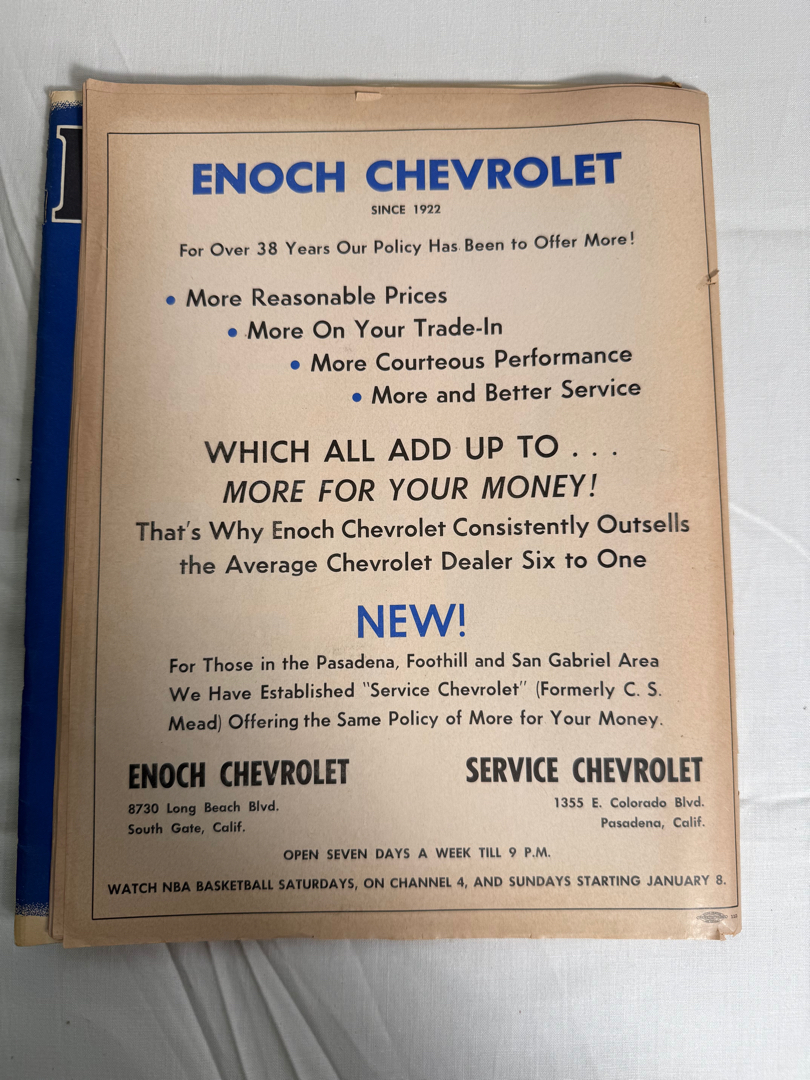 ENOCH CHEVROLET
SINCE 1922
For Over 38 Years Our Policy Has Been to Offer More!
• More Reasonable Prices
• More On Your Trade-In
• More Courteous Performance
• More and Better Service
WHICH ALL ADD UP TO . . .
MORE FOR YOUR MONEY!
That's Why Enoch Chevrolet Consistently Outsells
the Average Chevrolet Dealer Six to One
NEW!
For Those in the Pasadena, Foothill and San Gabriel Area
We Have Established "Service Chevrolet" (Formerly C. S.
Mead) Offering the Same Policy of More for Your Money.
ENOCH CHEVROLET
8730 Long Beach Blvd.
South Gate, Calif.
SERVICE CHEVROLET
1355 E. Colorado Blvd.
Pasadena, Calif.
OPEN SEVEN DAYS A WEEK TILL 9 P.M.
WATCH NBA BASKETBALL SATURDAYS, ON CHANNEL 4, AND SUNDAYS STARTING JANUARY 8.